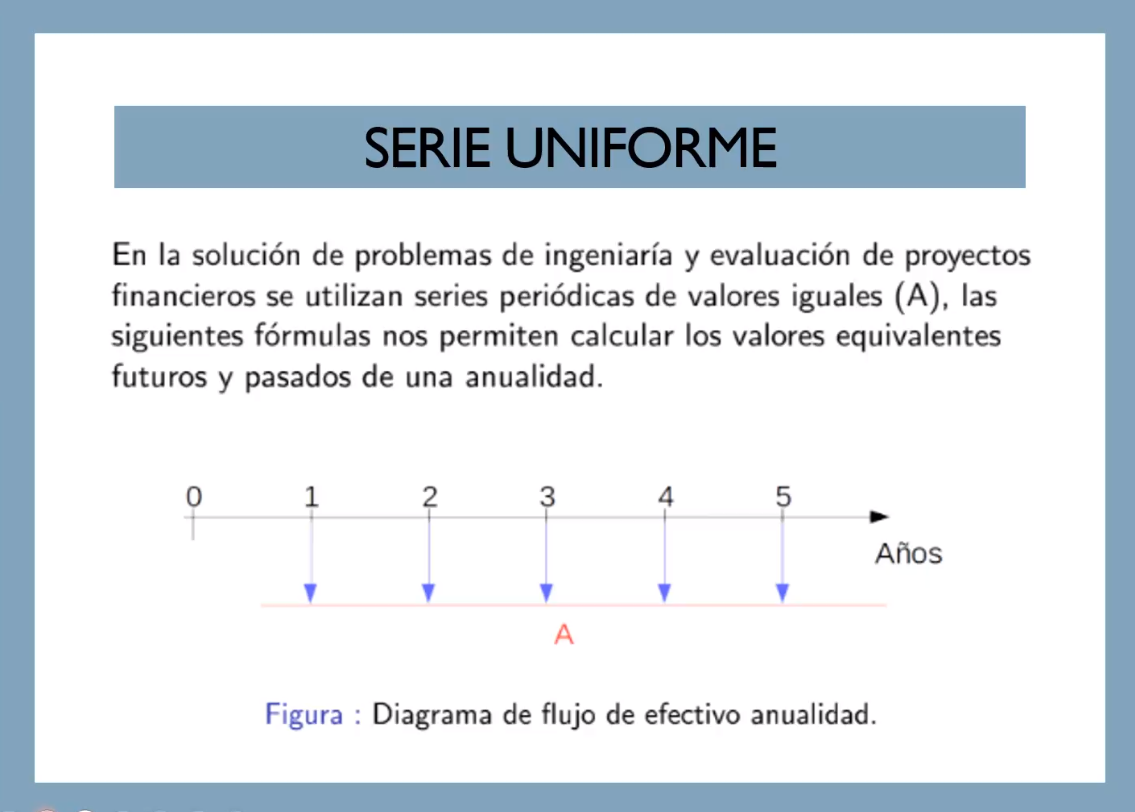 SERIE UNIFORME
En la solución de problemas de ingeniaría y evaluación de proyectos
financieros se utilizan series periódicas de valores iguales (A), las
siguientes fórmulas nos permiten calcular los valores equivalentes
futuros y pasados de una anualidad.
0 1 2 3 4 5
Años
A
Figura : Diagrama de flujo de efectivo anualidad.